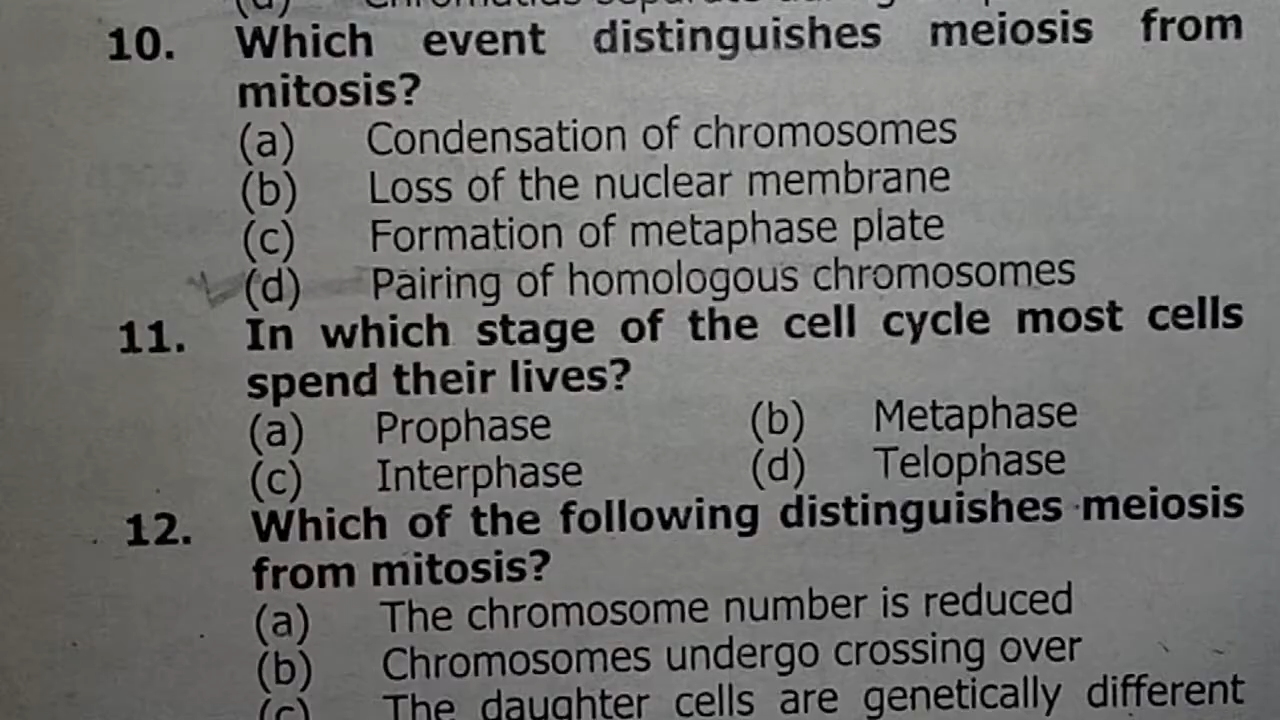 10. Which event distinguishes meiosis from
mitosis?
(a) Condensation of chromosomes
(b) Loss of the nuclear membrane
(c) Formation of metaphase plate
(d) Pairing of homologous chromosomes
11. In which stage of the cell cycle most cells
spend their lives?
(a) Prophase (b) Metaphase
(c) Interphase (d) Telophase
12. Which of the following distinguishes meiosis
from mitosis?
(a) The chromosome number is reduced
(b) Chromosomes undergo crossing over
(c) The daughter cells are genetically different